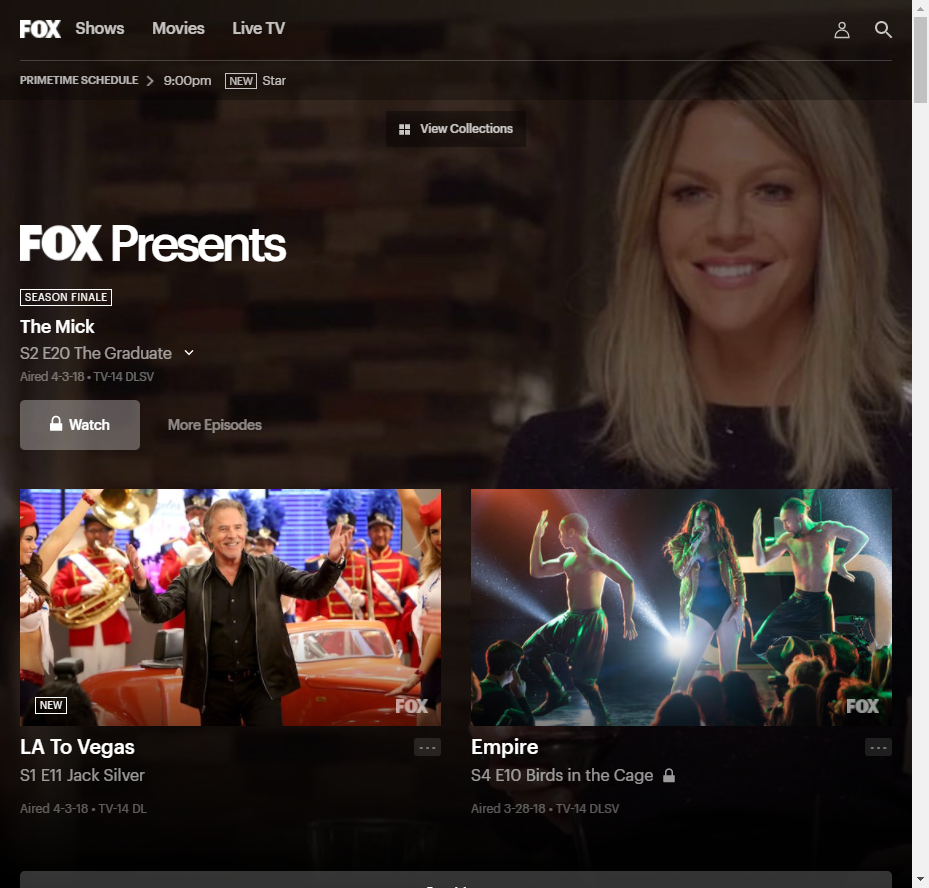 FOX Shows Movies Live TV
PRIMETIME SCHEDULE 9:00pm NEW Star
View Collections
FOX Presents
SEASON FINALE
The Mick
S2 E20 The Graduate
Aired 4-3-18 • TV-14 DLSV
Watch More Episodes
NEW
FOX
FOX
LA To Vegas
Empire
S1 E11 Jack Silver
S4 E10 Birds in the Cage
Aired 4-3-18 • TV-14 DL
Aired 3-28-18 • TV-14 DLSV